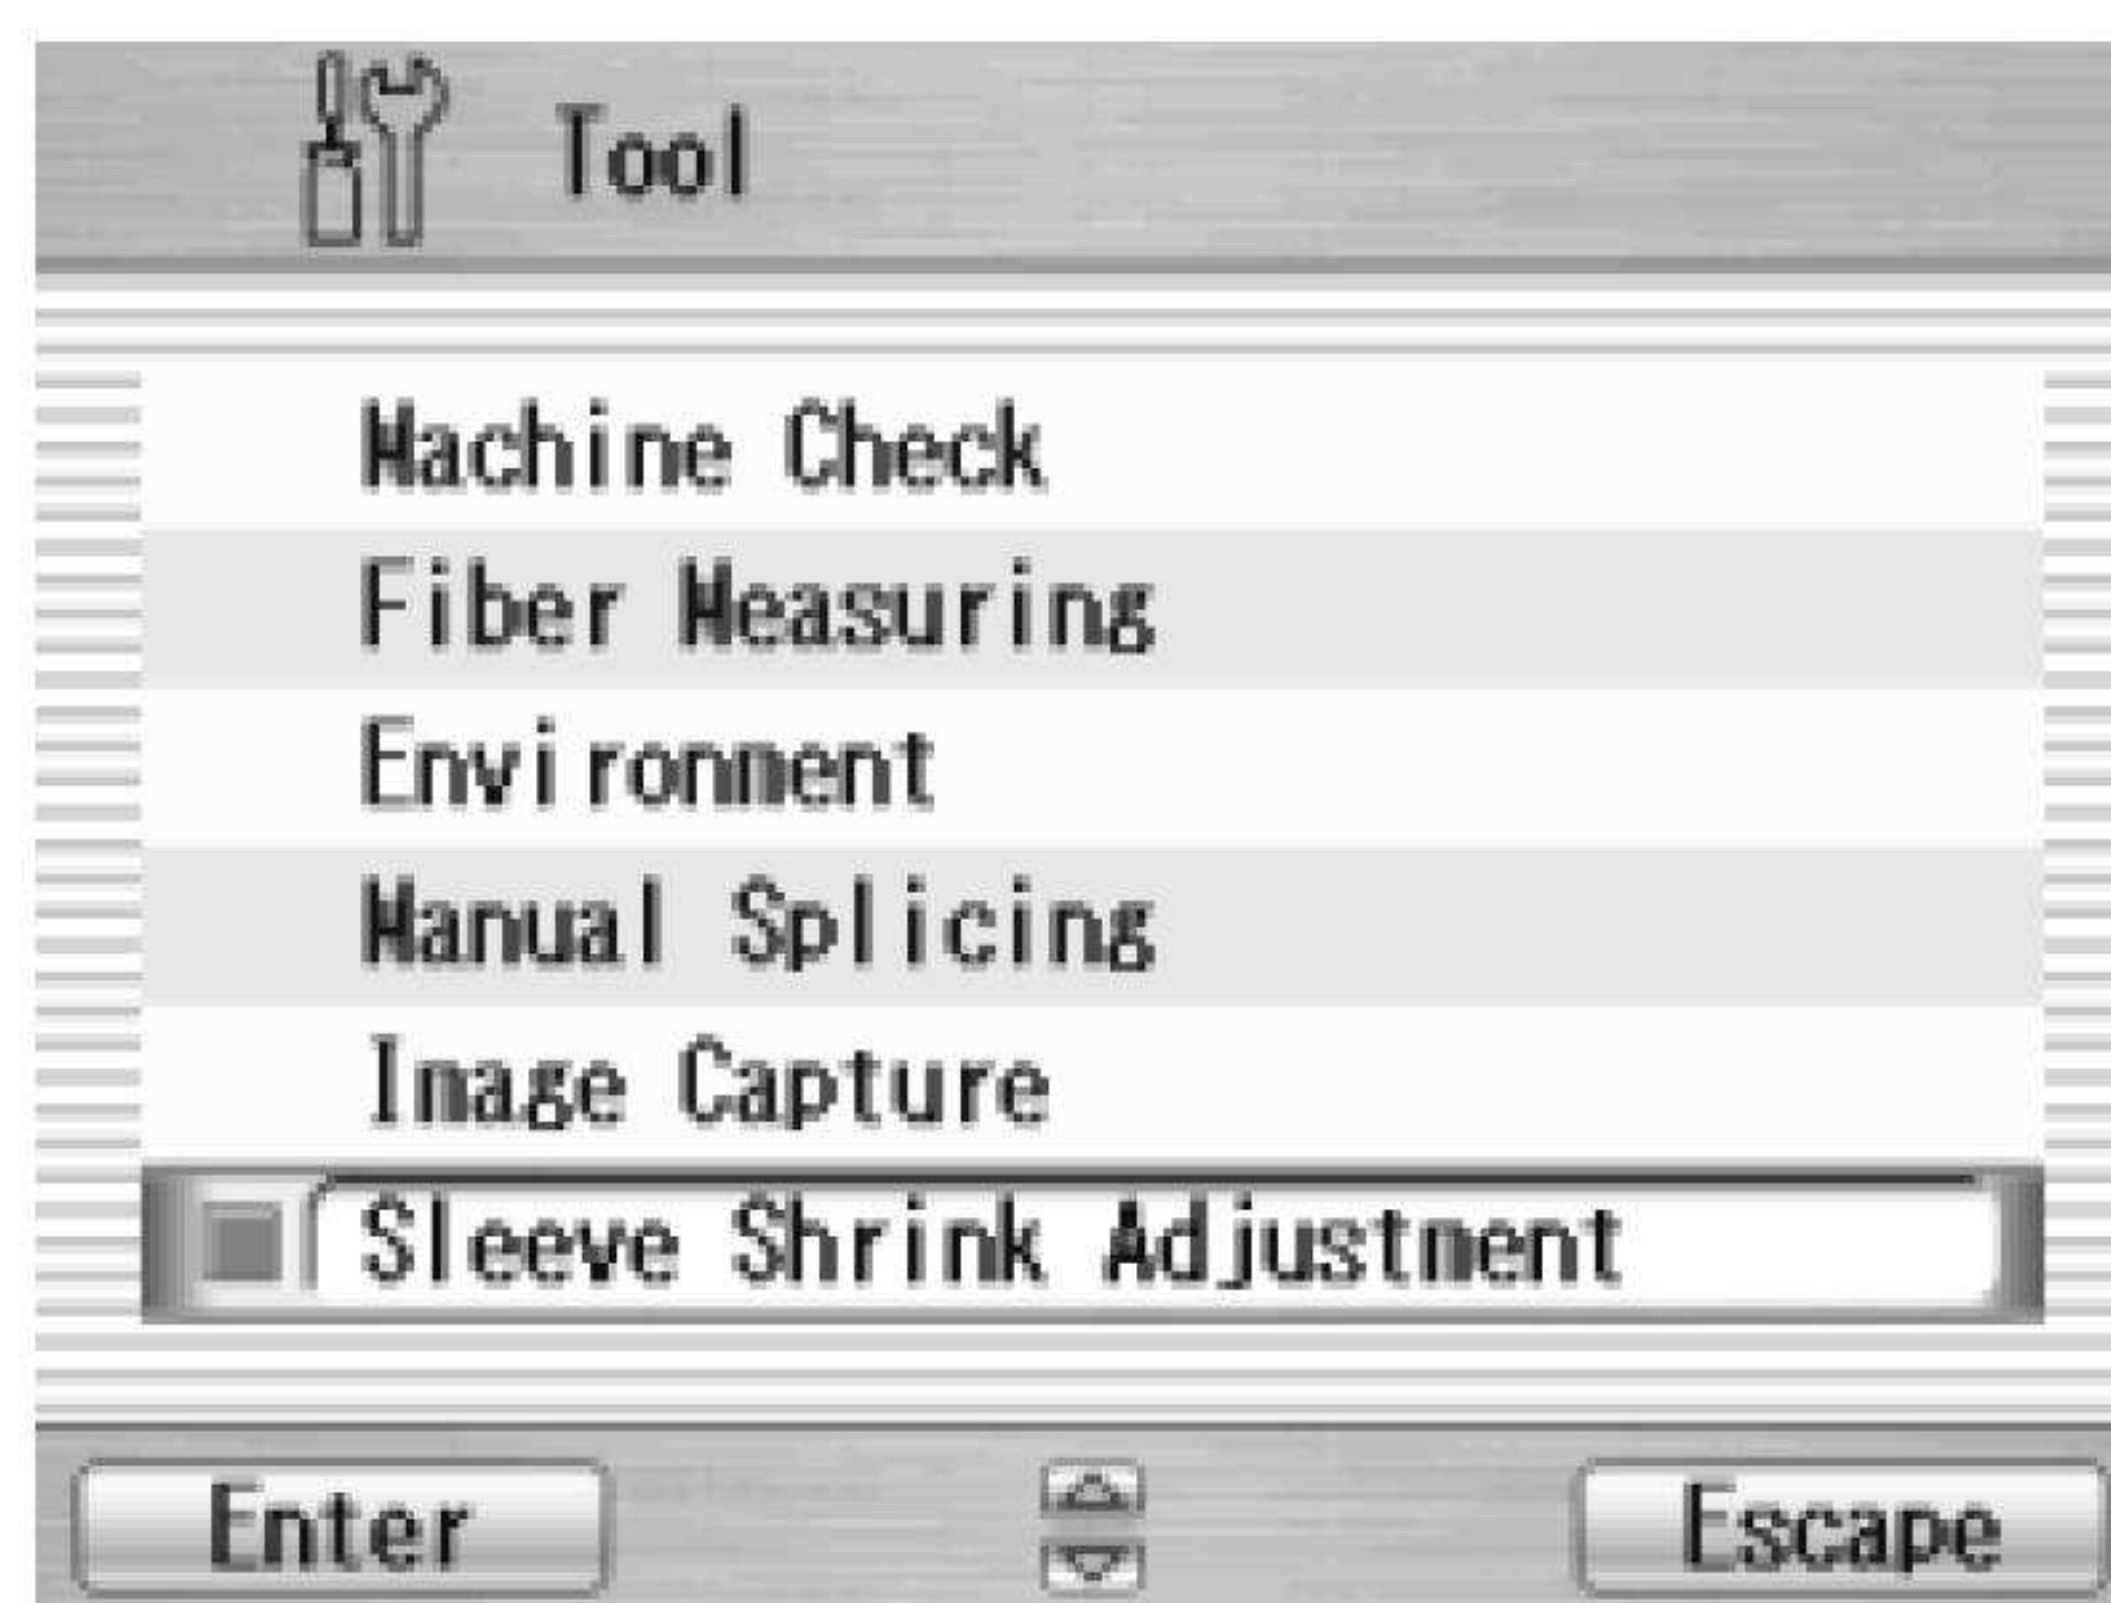 Tool
Machine Check
Fiber Measuring
Environment
Manual Splicing
Image Capture
Sleeve Shrink Adjustment
Enter
Escape